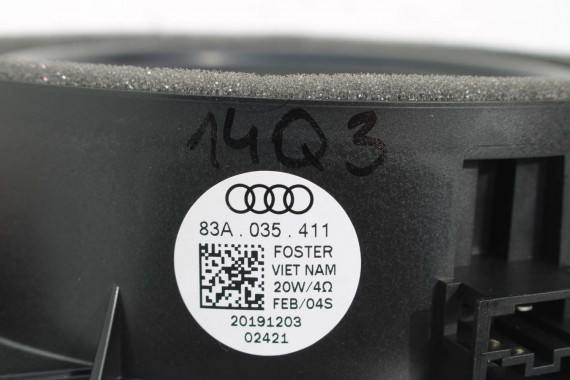 14Q3
83A.035.411
FOSTER
VIET NAM
20W/4Ω
FEB/04S
20191203
02421